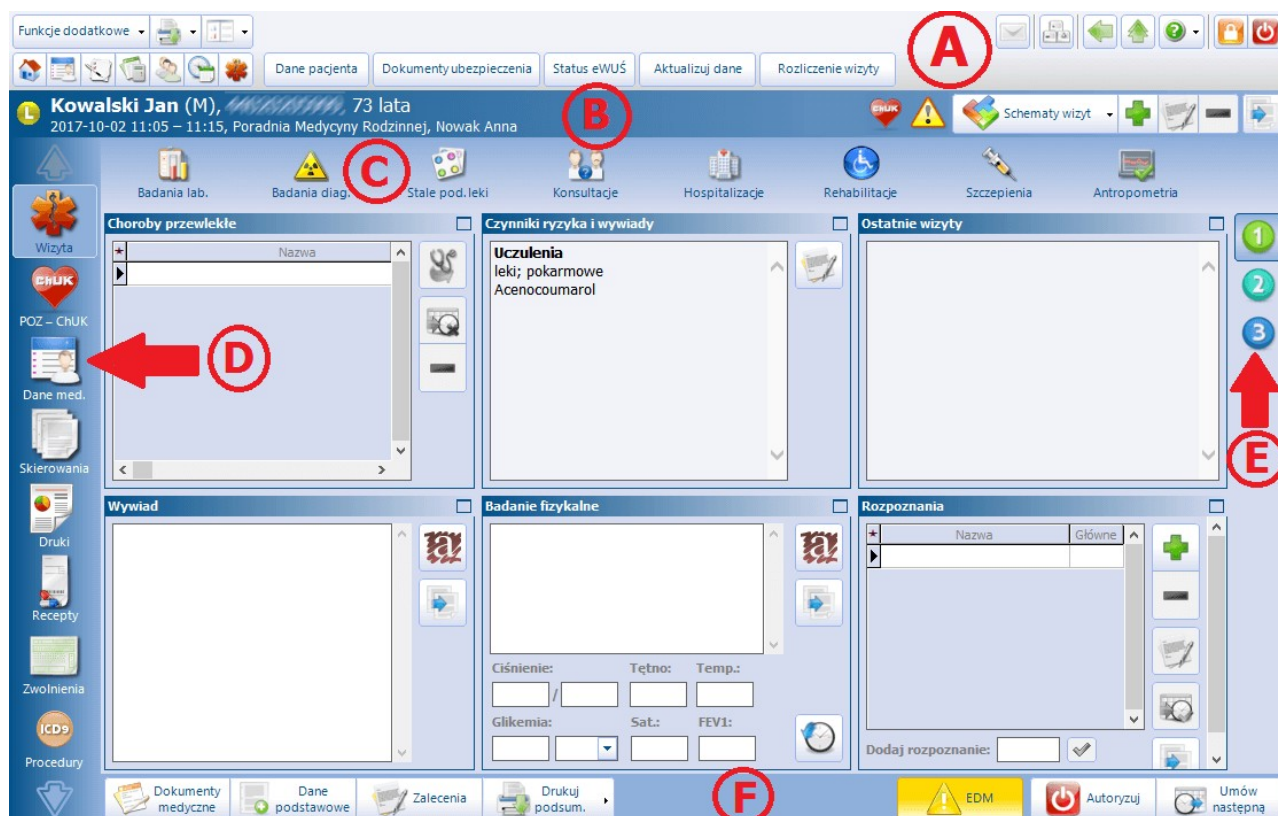 Funkcje dodatkowe
A
Dane pacjenta Dokumenty ubezpieczenia Status eWUŚ Aktualizuj dane Rozliczenie wizyty
L Kowalski Jan (M), 73 lata
2017-10-02 11:05 – 11:15, Poradnia Medycyny Rodzinnej, Nowak Anna
B
ChUK
Schematy wizyt
Badania lab. Badania diag. C Stale pod. leki Konsultacje Hospitalizacje Rehabilitacje Szczepienia Antropometria
Wizyta
ChUK
POZ – ChUK
Dane med.
Skierowania
Druki
Recepty
Zwolnienia
ICD9
Procedury
Choroby przewlekłe
Nazwa
D
Czynniki ryzyka i wywiady
Uczulenia
leki; pokarmowe
Acenocoumarol
Ostatnie wizyty
1
2
3
E
Wywiad
Badanie fizykalne
Ciśnienie: Tętno: Temp.:
/
Glikemia: Sat.: FEV1:
Rozpoznania
Nazwa Główne
Dodaj rozpoznanie:
Dokumenty
medyczne
Dane
podstawowe
Zalecenia
Drukuj
podsum.
F
EDM
Autoryzuj
Umów
następną